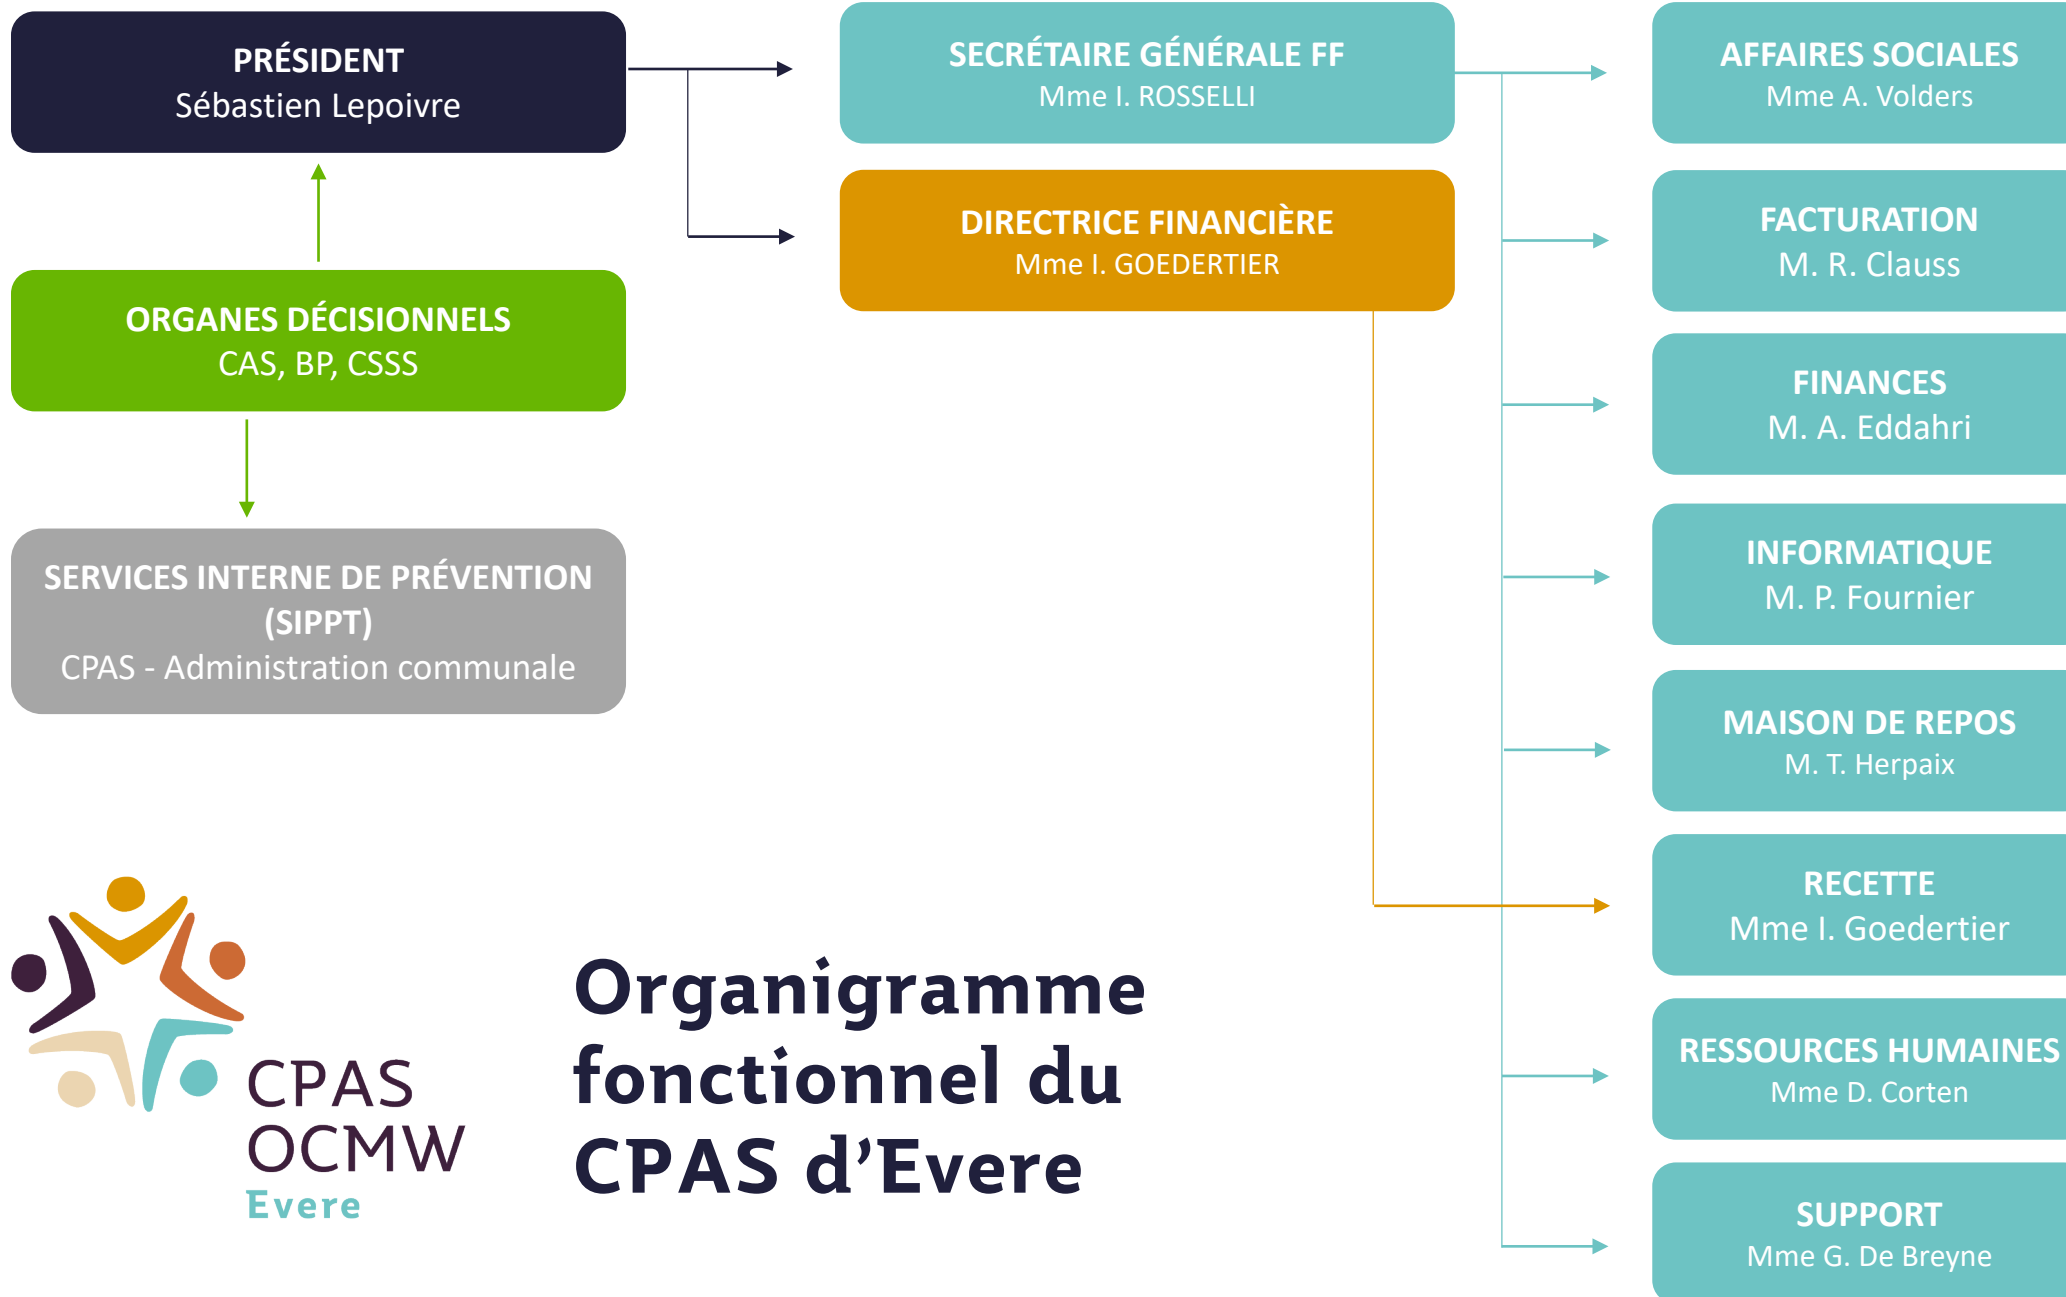 PRÉSIDENT
Sébastien Lepoivre
ORGANES DÉCISIONNELS
CAS, BP, CSSS
SERVICES INTERNE DE PRÉVENTION
(SIPPT)
CPAS - Administration communale
SECRÉTAIRE GÉNÉRALE FF
Mme I. ROSSELLI
DIRECTRICE FINANCIÈRE
Mme I. GOEDERTIER
AFFAIRES SOCIALES
Mme A. Volders
FACTURATION
M. R. Clauss
FINANCES
M. A. Eddahri
INFORMATIQUE
M. P. Fournier
MAISON DE REPOS
M. T. Herpaix
RECETTE
Mme I. Goedertier
RESSOURCES HUMAINES
Mme D. Corten
SUPPORT
Mme G. De Breyne
CPAS
OCMW
Evere
Organigramme
fonctionnel du
CPAS d’Evere